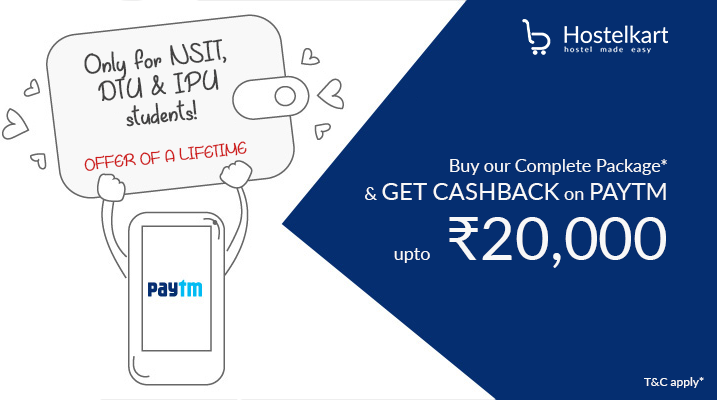 Only for NSIT,
DTU & IPU
students!
OFFER OF A LIFETIME
paytm
Hostelkart
hostel made easy
Buy our Complete Package*
& GET CASHBACK on PAYTM
upto ₹20,000
T&C apply*